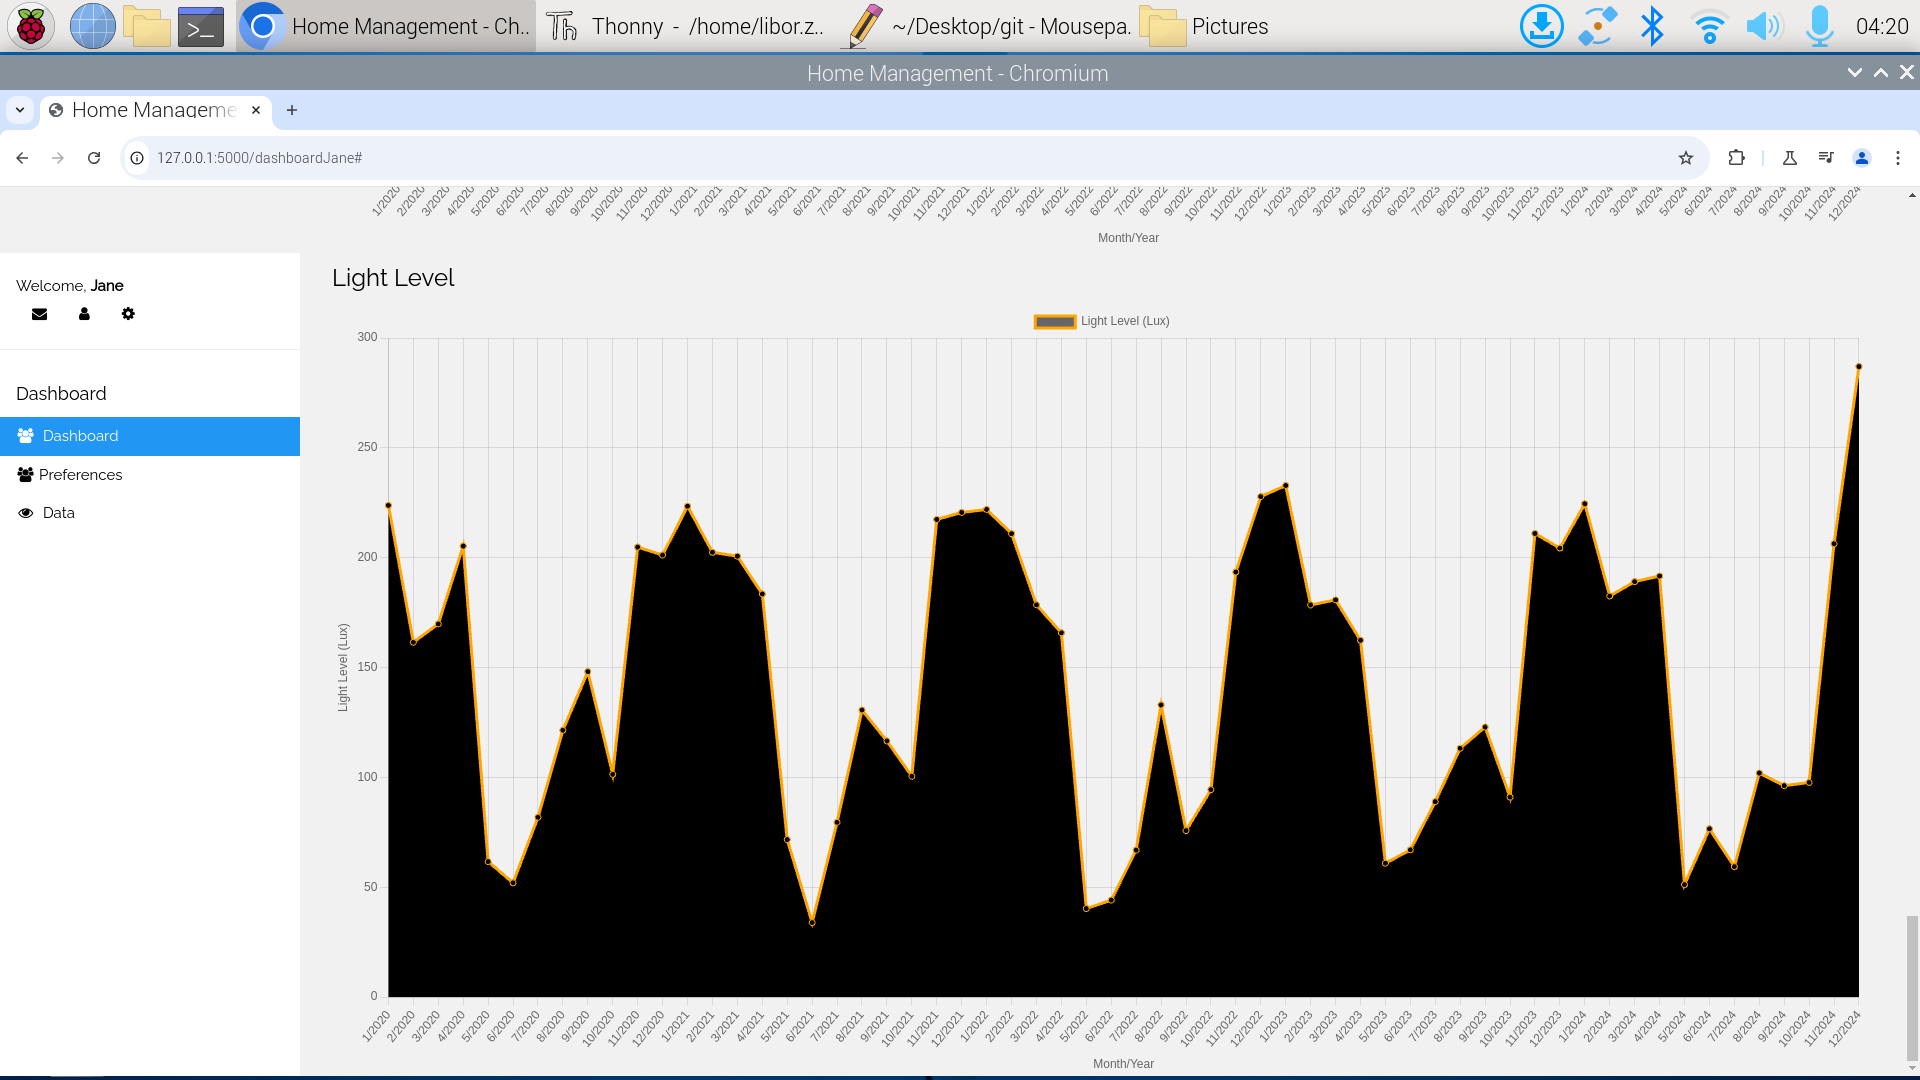 Home Management - Ch..
Thonny - /home/libor.z..
~/Desktop/git - Mousepa.
Pictures
04:20
Home Management - Chromium
Home Manageme
127.0.0.1:5000/dashboardJane#
1/2020 2/2020 3/2020 4/2020 5/2020 6/2020 7/2020 8/2020 9/2020 10/2020 11/2020 12/2020 1/2021 2/2021 3/2021 4/2021 5/2021 6/2021 7/2021 8/2021 9/2021 10/2021 11/2021 12/2021 1/2022 2/2022 3/2022 4/2022 5/2022 6/2022 7/2022 8/2022 9/2022 10/2022 11/2022 12/2022 1/2023 2/2023 3/2023 4/2023 5/2023 6/2023 7/2023 8/2023 9/2023 10/2023 11/2023 12/2023 1/2024 2/2024 3/2024 4/2024 5/2024 6/2024 7/2024 8/2024 9/2024 10/2024 11/2024 12/2024
Month/Year
Welcome, Jane
Dashboard
Dashboard
Preferences
Data
Light Level
Light Level (Lux)
300
250
200
150
100
50
0
Light Level (Lux)
1/2020 2/2020 3/2020 4/2020 5/2020 6/2020 7/2020 8/2020 9/2020 10/2020 11/2020 12/2020 1/2021 2/2021 3/2021 4/2021 5/2021 6/2021 7/2021 8/2021 9/2021 10/2021 11/2021 12/2021 1/2022 2/2022 3/2022 4/2022 5/2022 6/2022 7/2022 8/2022 9/2022 10/2022 11/2022 12/2022 1/2023 2/2023 3/2023 4/2023 5/2023 6/2023 7/2023 8/2023 9/2023 10/2023 11/2023 12/2023 1/2024 2/2024 3/2024 4/2024 5/2024 6/2024 7/2024 8/2024 9/2024 10/2024 11/2024 12/2024
Month/Year